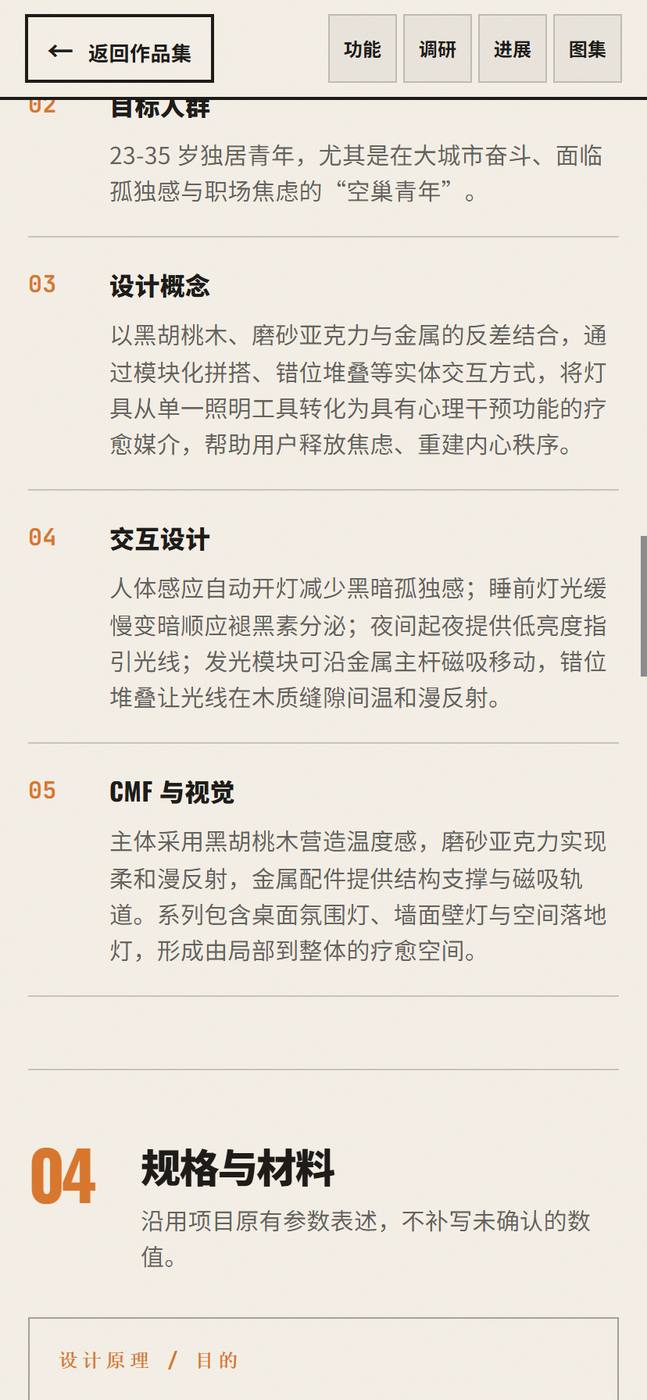 ← 返回作品集
功能
调研
进展
图集
02
目标人群
23-35 岁独居青年，尤其是在大城市奋斗、面临
孤独感与职场焦虑的“空巢青年”。
03
设计概念
以黑胡桃木、磨砂亚克力与金属的反差结合，通
过模块化拼搭、错位堆叠等实体交互方式，将灯
具从单一照明工具转化为具有心理干预功能的疗
愈媒介，帮助用户释放焦虑、重建内心秩序。
04
交互设计
人体感应自动开灯减少黑暗孤独感；睡前灯光缓
慢变暗顺应褪黑素分泌；夜间起夜提供低亮度指
引光线；发光模块可沿金属主杆磁吸移动，错位
堆叠让光线在木质缝隙间温和漫反射。
05
CMF 与视觉
主体采用黑胡桃木营造温度感，磨砂亚克力实现
柔和漫反射，金属配件提供结构支撑与磁吸轨
道。系列包含桌面氛围灯、墙面壁灯与空间落地
灯，形成由局部到整体的疗愈空间。
04
规格与材料
沿用项目原有参数表述，不补写未确认的数
值。
设计原理 / 目的